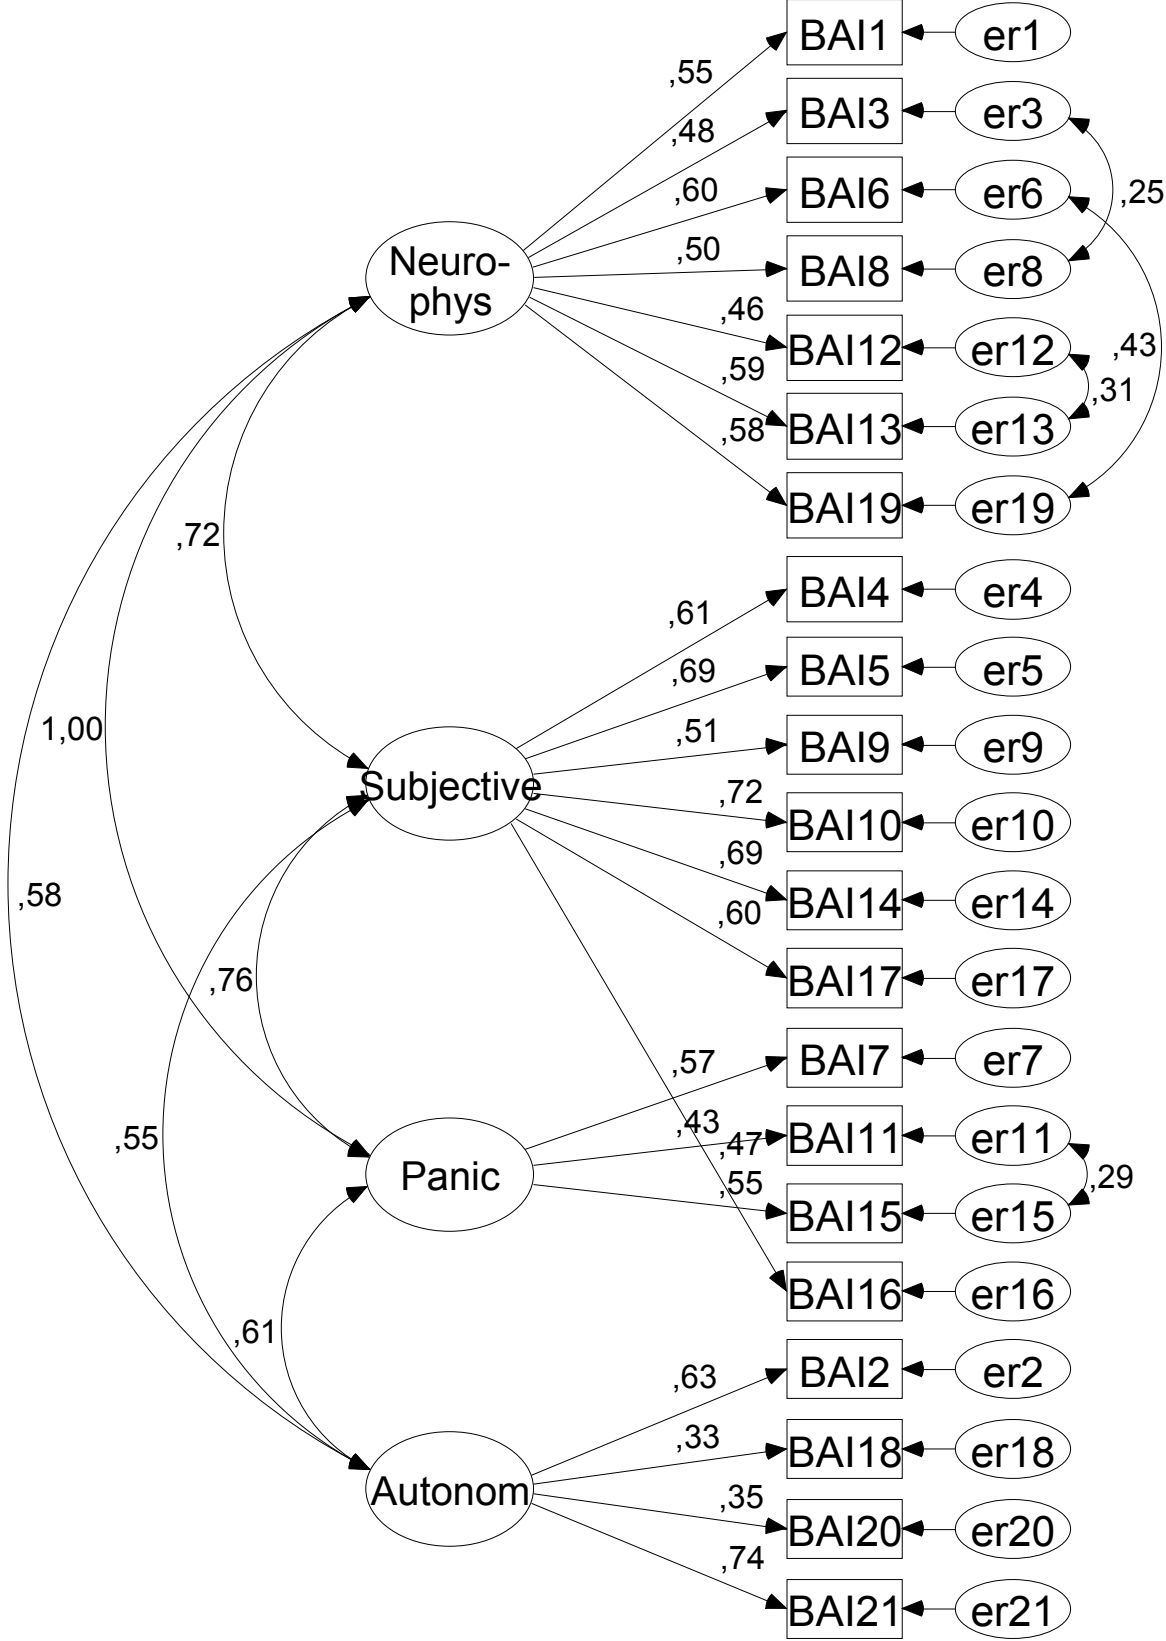 BAI1
er1
,55
BAI3
er3
,48
BAI6
er6
,25
,60
BAI8
er8
,50
Neuro-
phys
,46
BAI12
er12
,43
,59
,31
BAI13
er13
,58
BAI19
er19
,72
BAI4
er4
,61
BAI5
er5
,69
1,00
BAI9
er9
,51
Subjective
,72
BAI10
er10
,69
BAI14
er14
,58
,60
BAI17
er17
,76
BAI7
er7
,57
,43
BAI11
er11
,55
,47
Panic
,29
,55
BAI15
er15
BAI16
er16
,61
BAI2
er2
,63
BAI18
er18
,33
Autonom
,35
BAI20
er20
,74
BAI21
er21